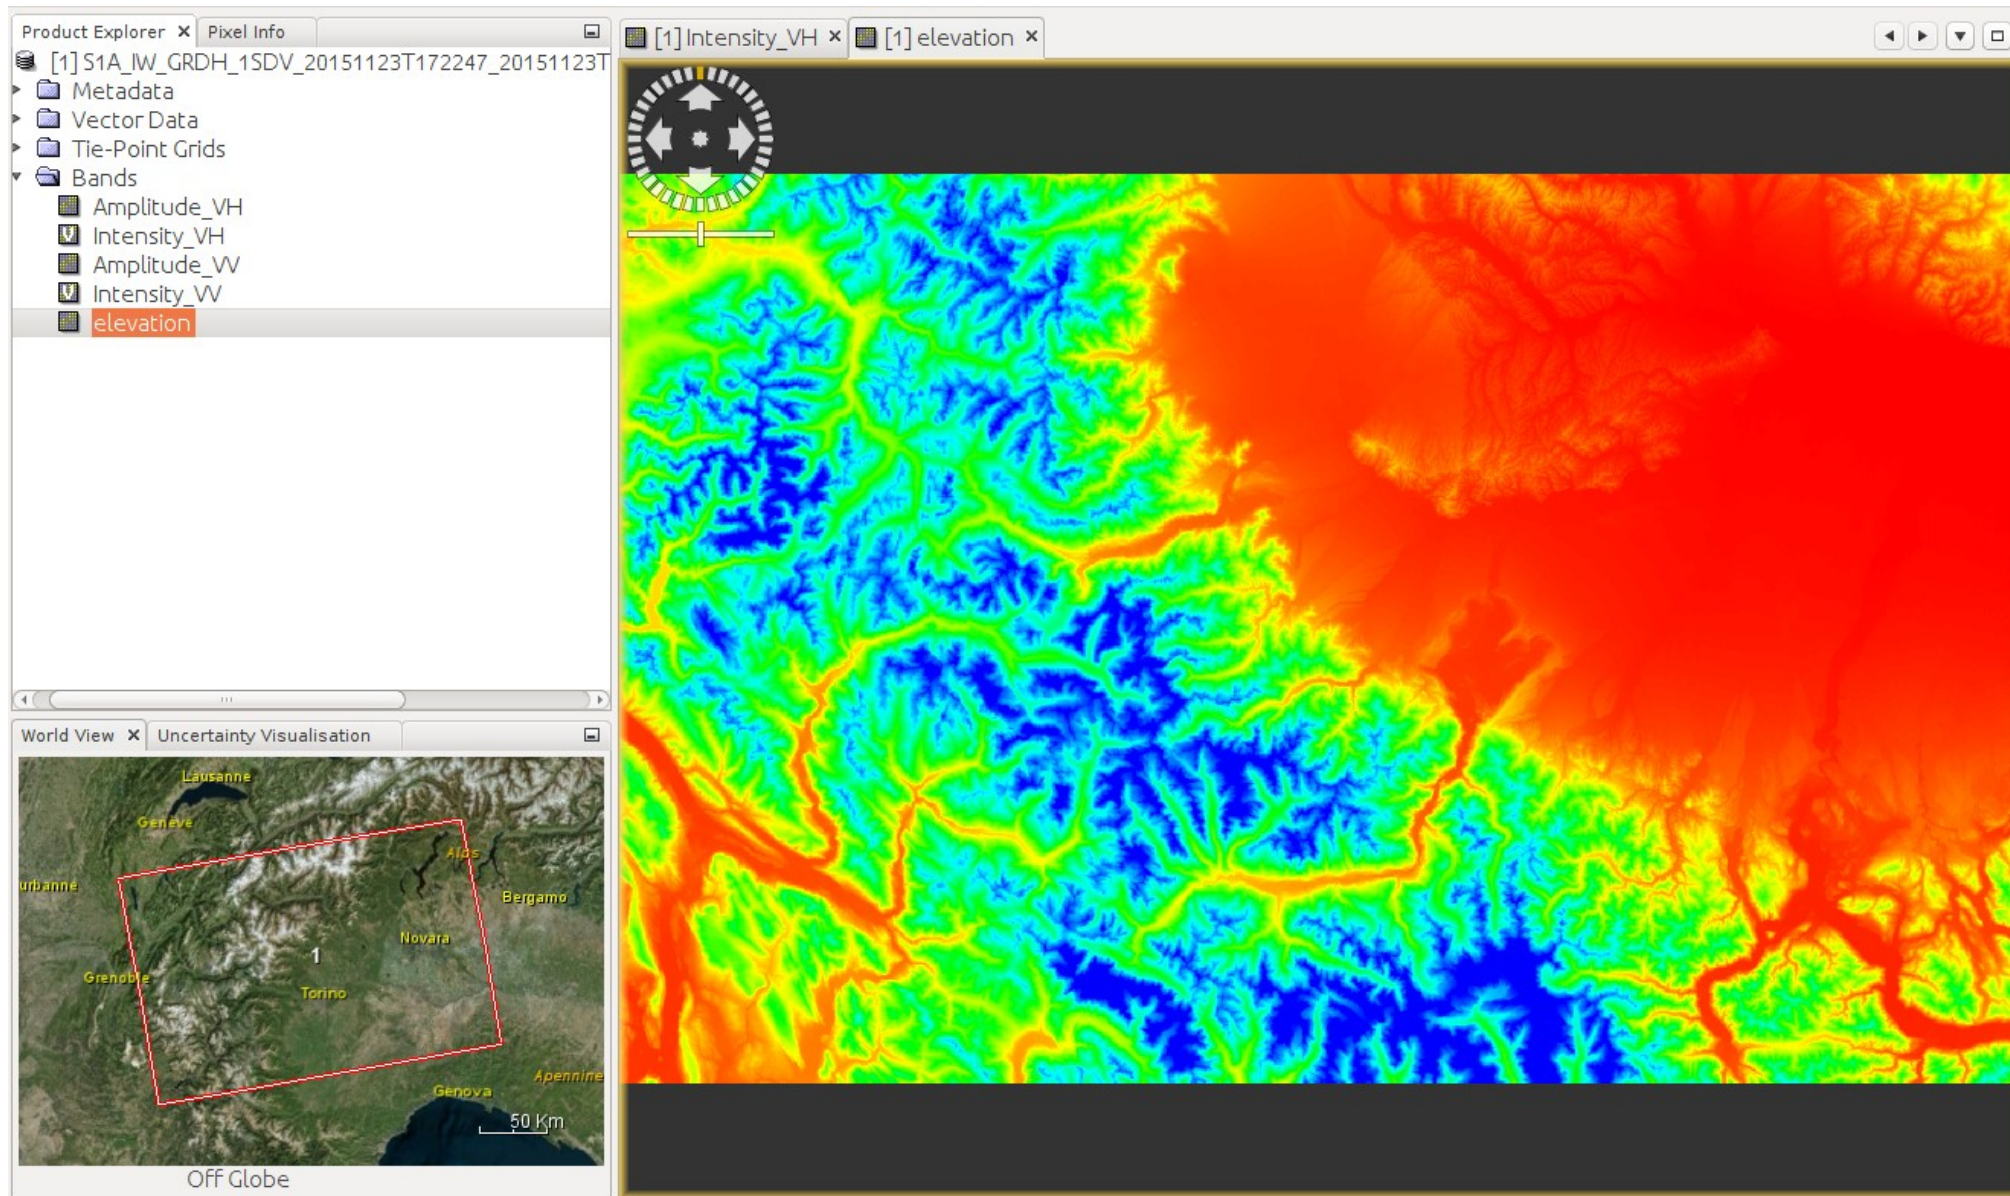 Product Explorer Pixel Info
[1] S1A_IW_GRDH_1SDV_20151123T172247_20151123T
Metadata
Vector Data
Tie-Point Grids
Bands
Amplitude_VH
Intensity_VH
Amplitude_VV
Intensity_VV
elevation
[1] Intensity_VH [1] elevation
World View Uncertainty Visualisation
Lausanne
Geneve
Alps
urbanne
Bergamo
Novara
1
Grenoble
Torino
Apennine
Genova
50 Km
Off Globe